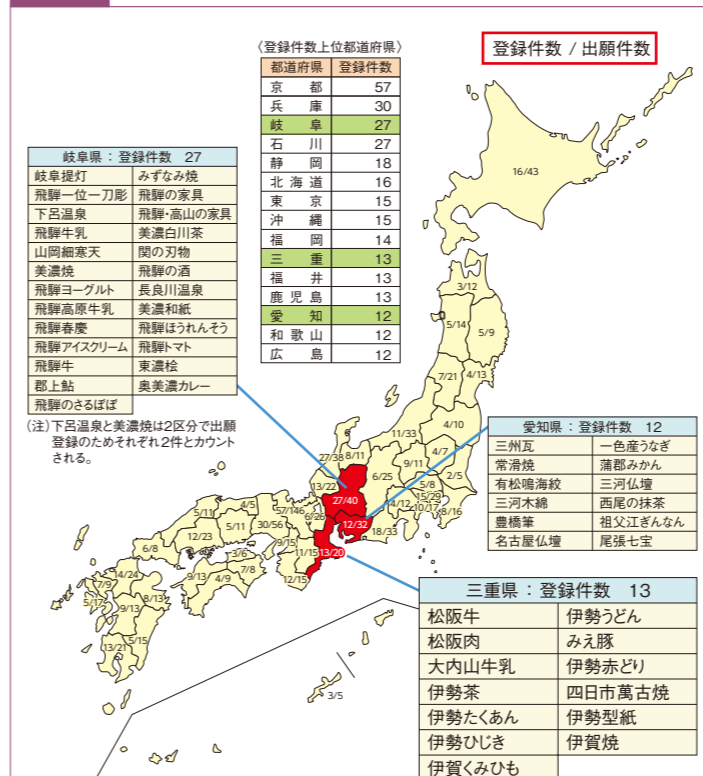 〈登録件数上位都道府県〉
都道府県 登録件数
京都 57
兵庫 30
岐阜 27
石川 27
静岡 18
北海道 16
東京 15
沖縄 15
福岡 14
三重 13
福井 13
鹿児島 13
愛知 12
和歌山 12
広島 12
登録件数 / 出願件数
岐阜県：登録件数 27
岐阜提灯 みずなみ焼
飛騨一位一刀彫 飛騨の家具
下呂温泉 飛騨・高山の家具
飛騨牛乳 美濃白川茶
山岡細寒天 関の刃物
美濃焼 飛騨の酒
飛騨ヨーグルト 長良川温泉
飛騨高原牛乳 美濃和紙
飛騨春慶 飛騨ほうれんそう
飛騨アイスクリーム 飛騨トマト
飛騨牛 東濃桧
郡上鮎 奥美濃カレー
飛騨のさるぼぼ
(注)下呂温泉と美濃焼は2区分で出願
登録のためそれぞれ2件とカウント
される。
16/43
3/12
5/14
5/9
7/21
4/13
4/10
11/33
4/7
9/11
2/5
27/38
8/11
6/25
5/8
15/29
4/12
10/17
8/16
13/22
27/40
12/32
18/33
5/11
4/5
57/146
6/26
5/11
30/56
12/23
9/15
11/15
13/20
6/8
3/6
7/8
12/15
9/13
4/9
14/24
7/9
5/17
8/13
9/13
5/15
13/21
3/5
愛知県：登録件数 12
三州瓦 一色産うなぎ
常滑焼 蒲郡みかん
有松鳴海絞 三河仏壇
三河木綿 西尾の抹茶
豊橋筆 祖父江ぎんなん
名古屋仏壇 尾張七宝
三重県：登録件数 13
松阪牛 伊勢うどん
松阪肉 みえ豚
大内山牛乳 伊勢赤どり
伊勢茶 四日市萬古焼
伊勢たくあん 伊勢型紙
伊勢ひじき 伊賀焼
伊賀くみひも